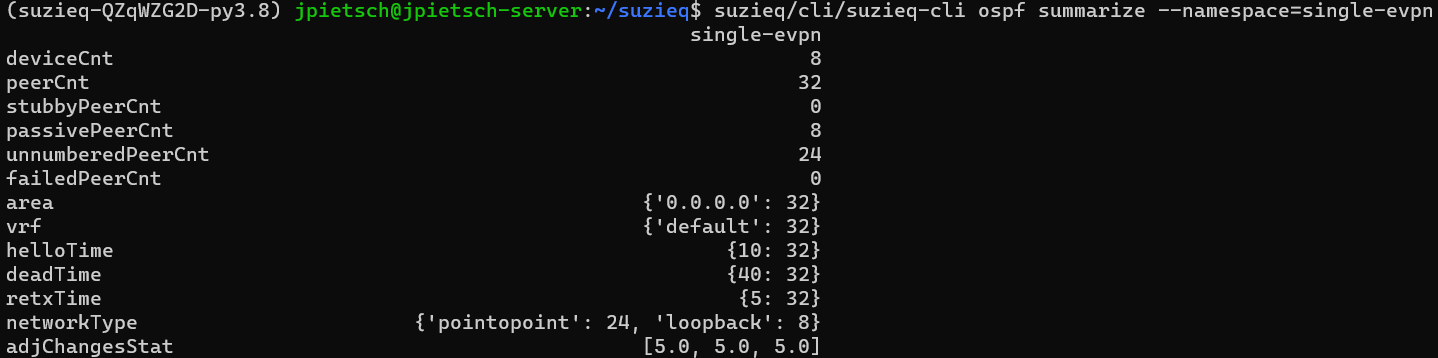 (suzieq-QZqWZG2D-py3.8) jpietsch@jpietsch-server:~/suzieq$ suzieq/cli/suzieq-cli ospf summarize --namespace=single-evpn
single-evpn
deviceCnt 8
peerCnt 32
stubbyPeerCnt 0
passivePeerCnt 8
unnumberedPeerCnt 24
failedPeerCnt 0
area {'0.0.0.0': 32}
vrf {'default': 32}
helloTime {10: 32}
deadTime {40: 32}
retxTime {5: 32}
networkType {'pointopoint': 24, 'loopback': 8}
adjChangesStat [5.0, 5.0, 5.0]